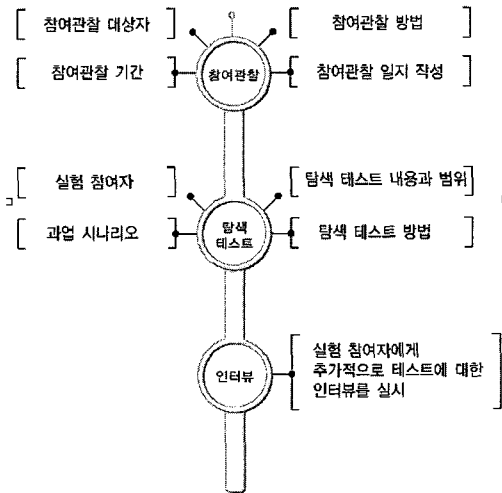 참여관찰 대상자
참여관찰 방법
참여관찰
참여관찰 기간
참여관찰 일지 작성
실험 참여자
탐색 테스트 내용과 범위
탐색
테스트
과업 시나리오
탐색 테스트 방법
인터뷰
실험 참여자에게
추가적으로 테스트에 대한
인터뷰를 실시